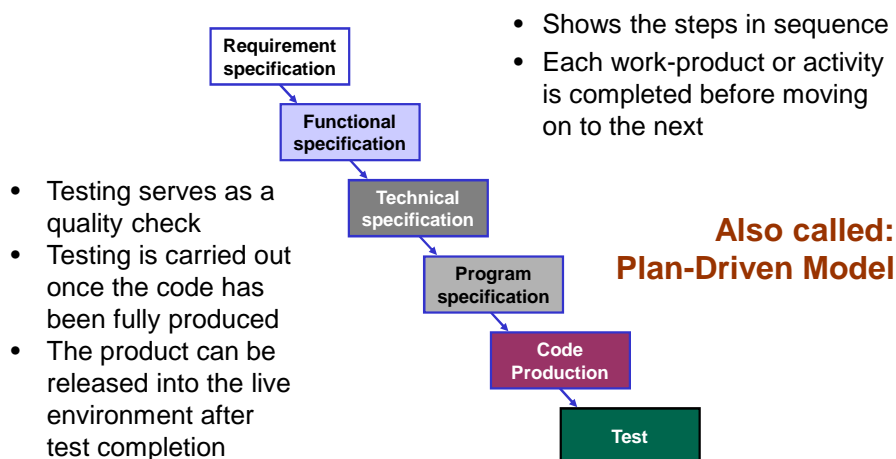 • Shows the steps in sequence
• Each work-product or activity
is completed before moving
on to the next
Requirement
specification
Functional
specification
Technical
specification
Program
specification
Code
Production
Test
• Testing serves as a
quality check
• Testing is carried out
once the code has
been fully produced
• The product can be
released into the live
environment after
test completion
Also called:
Plan-Driven Model